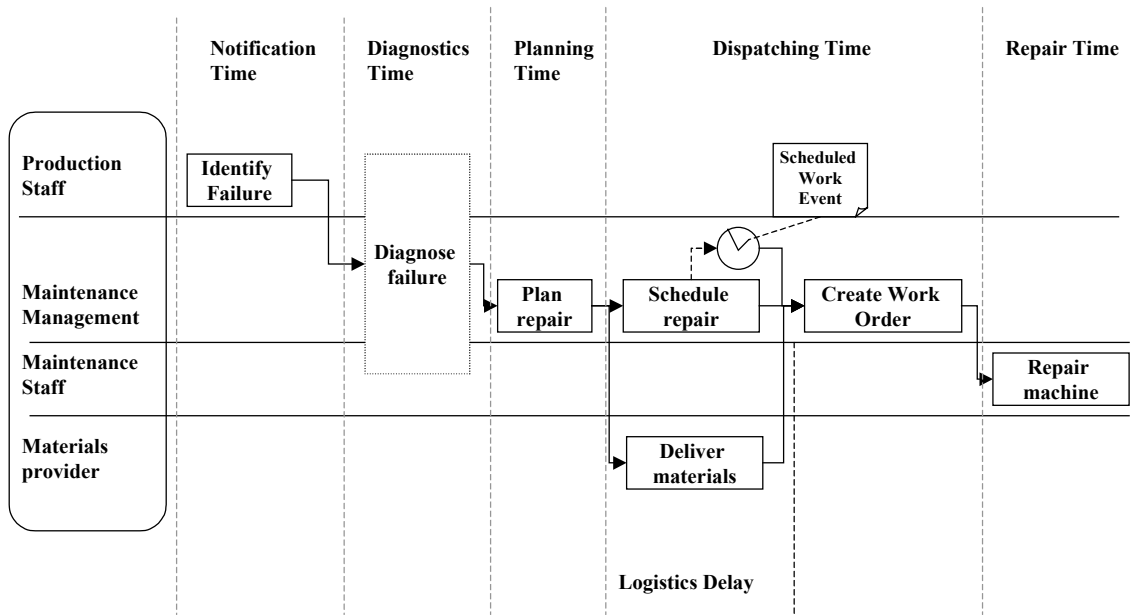 Notification
Time
Diagnostics
Time
Planning
Time
Dispatching Time
Repair Time
Production
Staff
Identify
Failure
Scheduled
Work
Event
Diagnose
failure
Maintenance
Management
Plan
repair
Schedule
repair
Create Work
Order
Maintenance
Staff
Repair
machine
Materials
provider
Deliver
materials
Logistics Delay